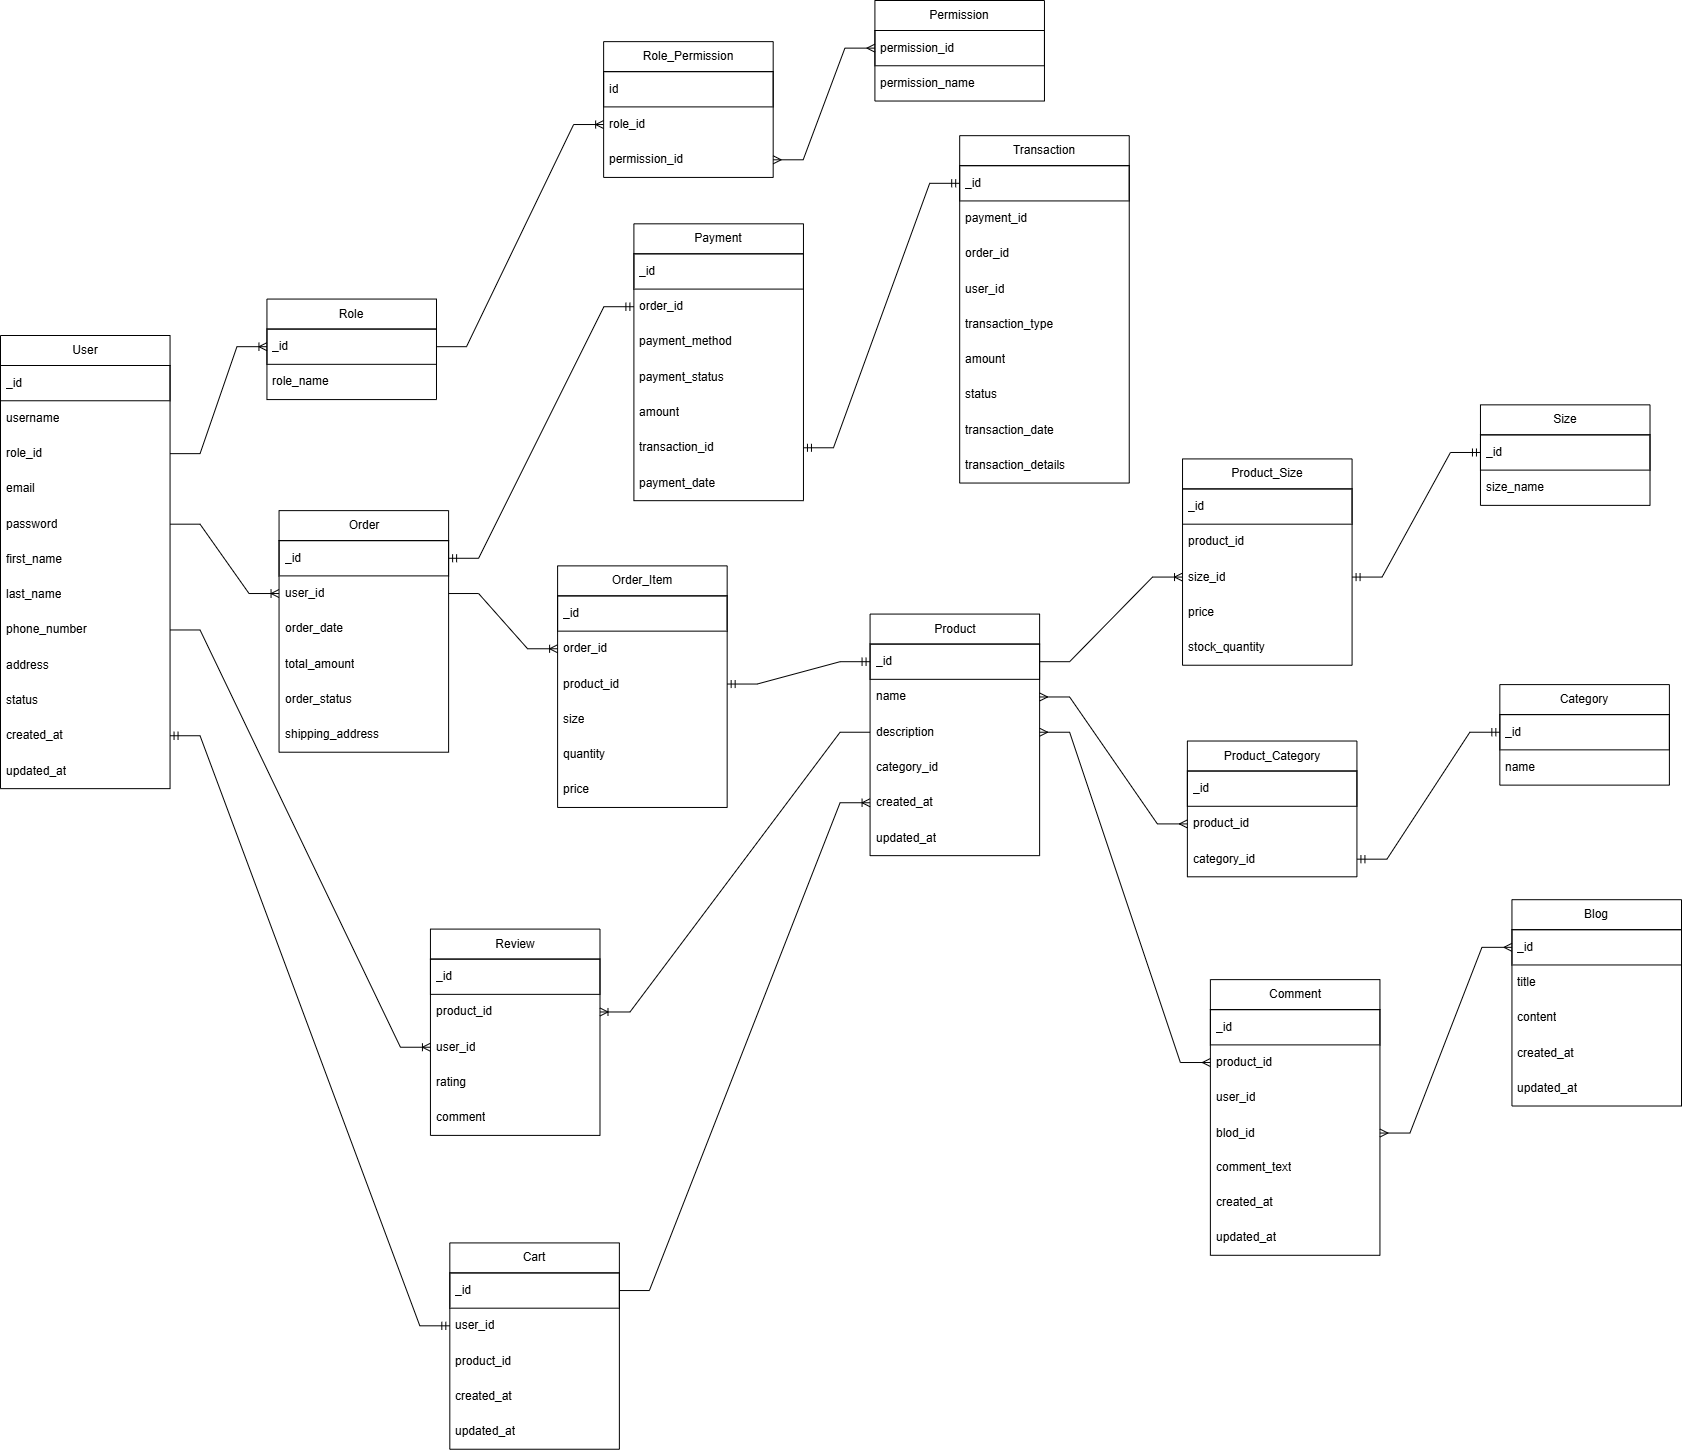 Permission
permission_id
permission_name
Role_Permission
id
role_id
permission_id
Transaction
_id
payment_id
order_id
user_id
transaction_type
amount
status
transaction_date
transaction_details
Payment
_id
order_id
payment_method
payment_status
amount
transaction_id
payment_date
Role
_id
role_name
User
_id
username
role_id
email
password
first_name
last_name
phone_number
address
status
created_at
updated_at
Order
_id
user_id
order_date
total_amount
order_status
shipping_address
Order_Item
_id
order_id
product_id
size
quantity
price
Product
_id
name
description
category_id
created_at
updated_at
Product_Size
_id
product_id
size_id
price
stock_quantity
Size
_id
size_name
Product_Category
_id
product_id
category_id
Category
_id
name
Blog
_id
title
content
created_at
updated_at
Comment
_id
product_id
user_id
blod_id
comment_text
created_at
updated_at
Review
_id
product_id
user_id
rating
comment
Cart
_id
user_id
product_id
created_at
updated_at